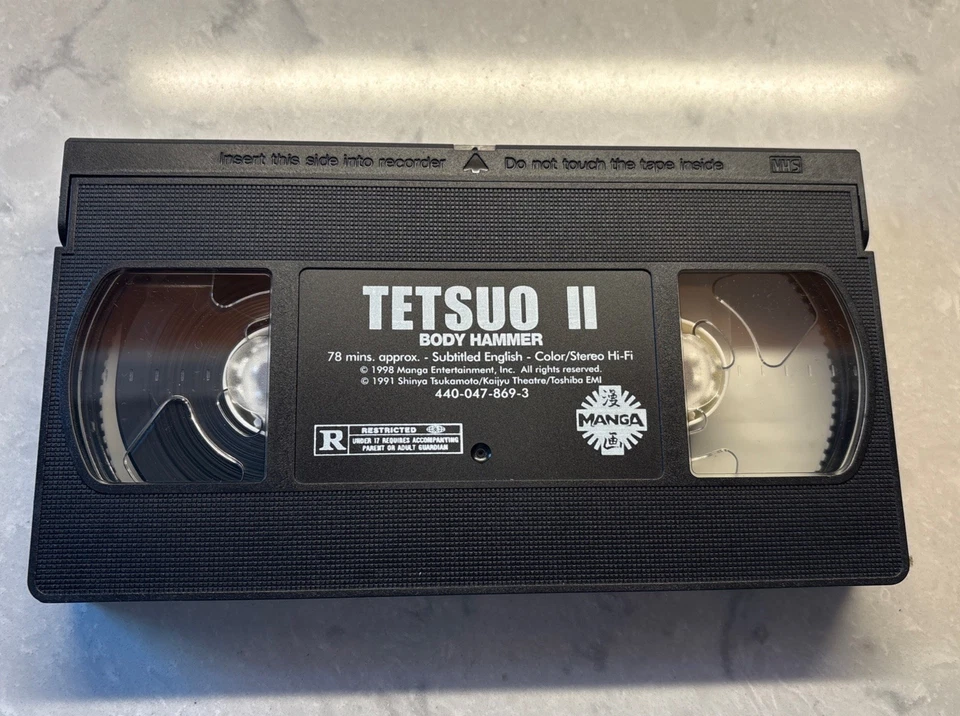 Insert this side into recorder Do not touch the tape inside VHS
TETSUO II
BODY HAMMER
78 mins. approx. - Subtitled English - Color/Stereo Hi-Fi
© 1998 Manga Entertainment, Inc. All rights reserved.
© 1991 Shinya Tsukamoto/Kaijyu Theatre/Toshiba EMI
440-047-869-3
漫
MANGA
画
R
RESTRICTED
UNDER 17 REQUIRES ACCOMPANYING
PARENT OR ADULT GUARDIAN